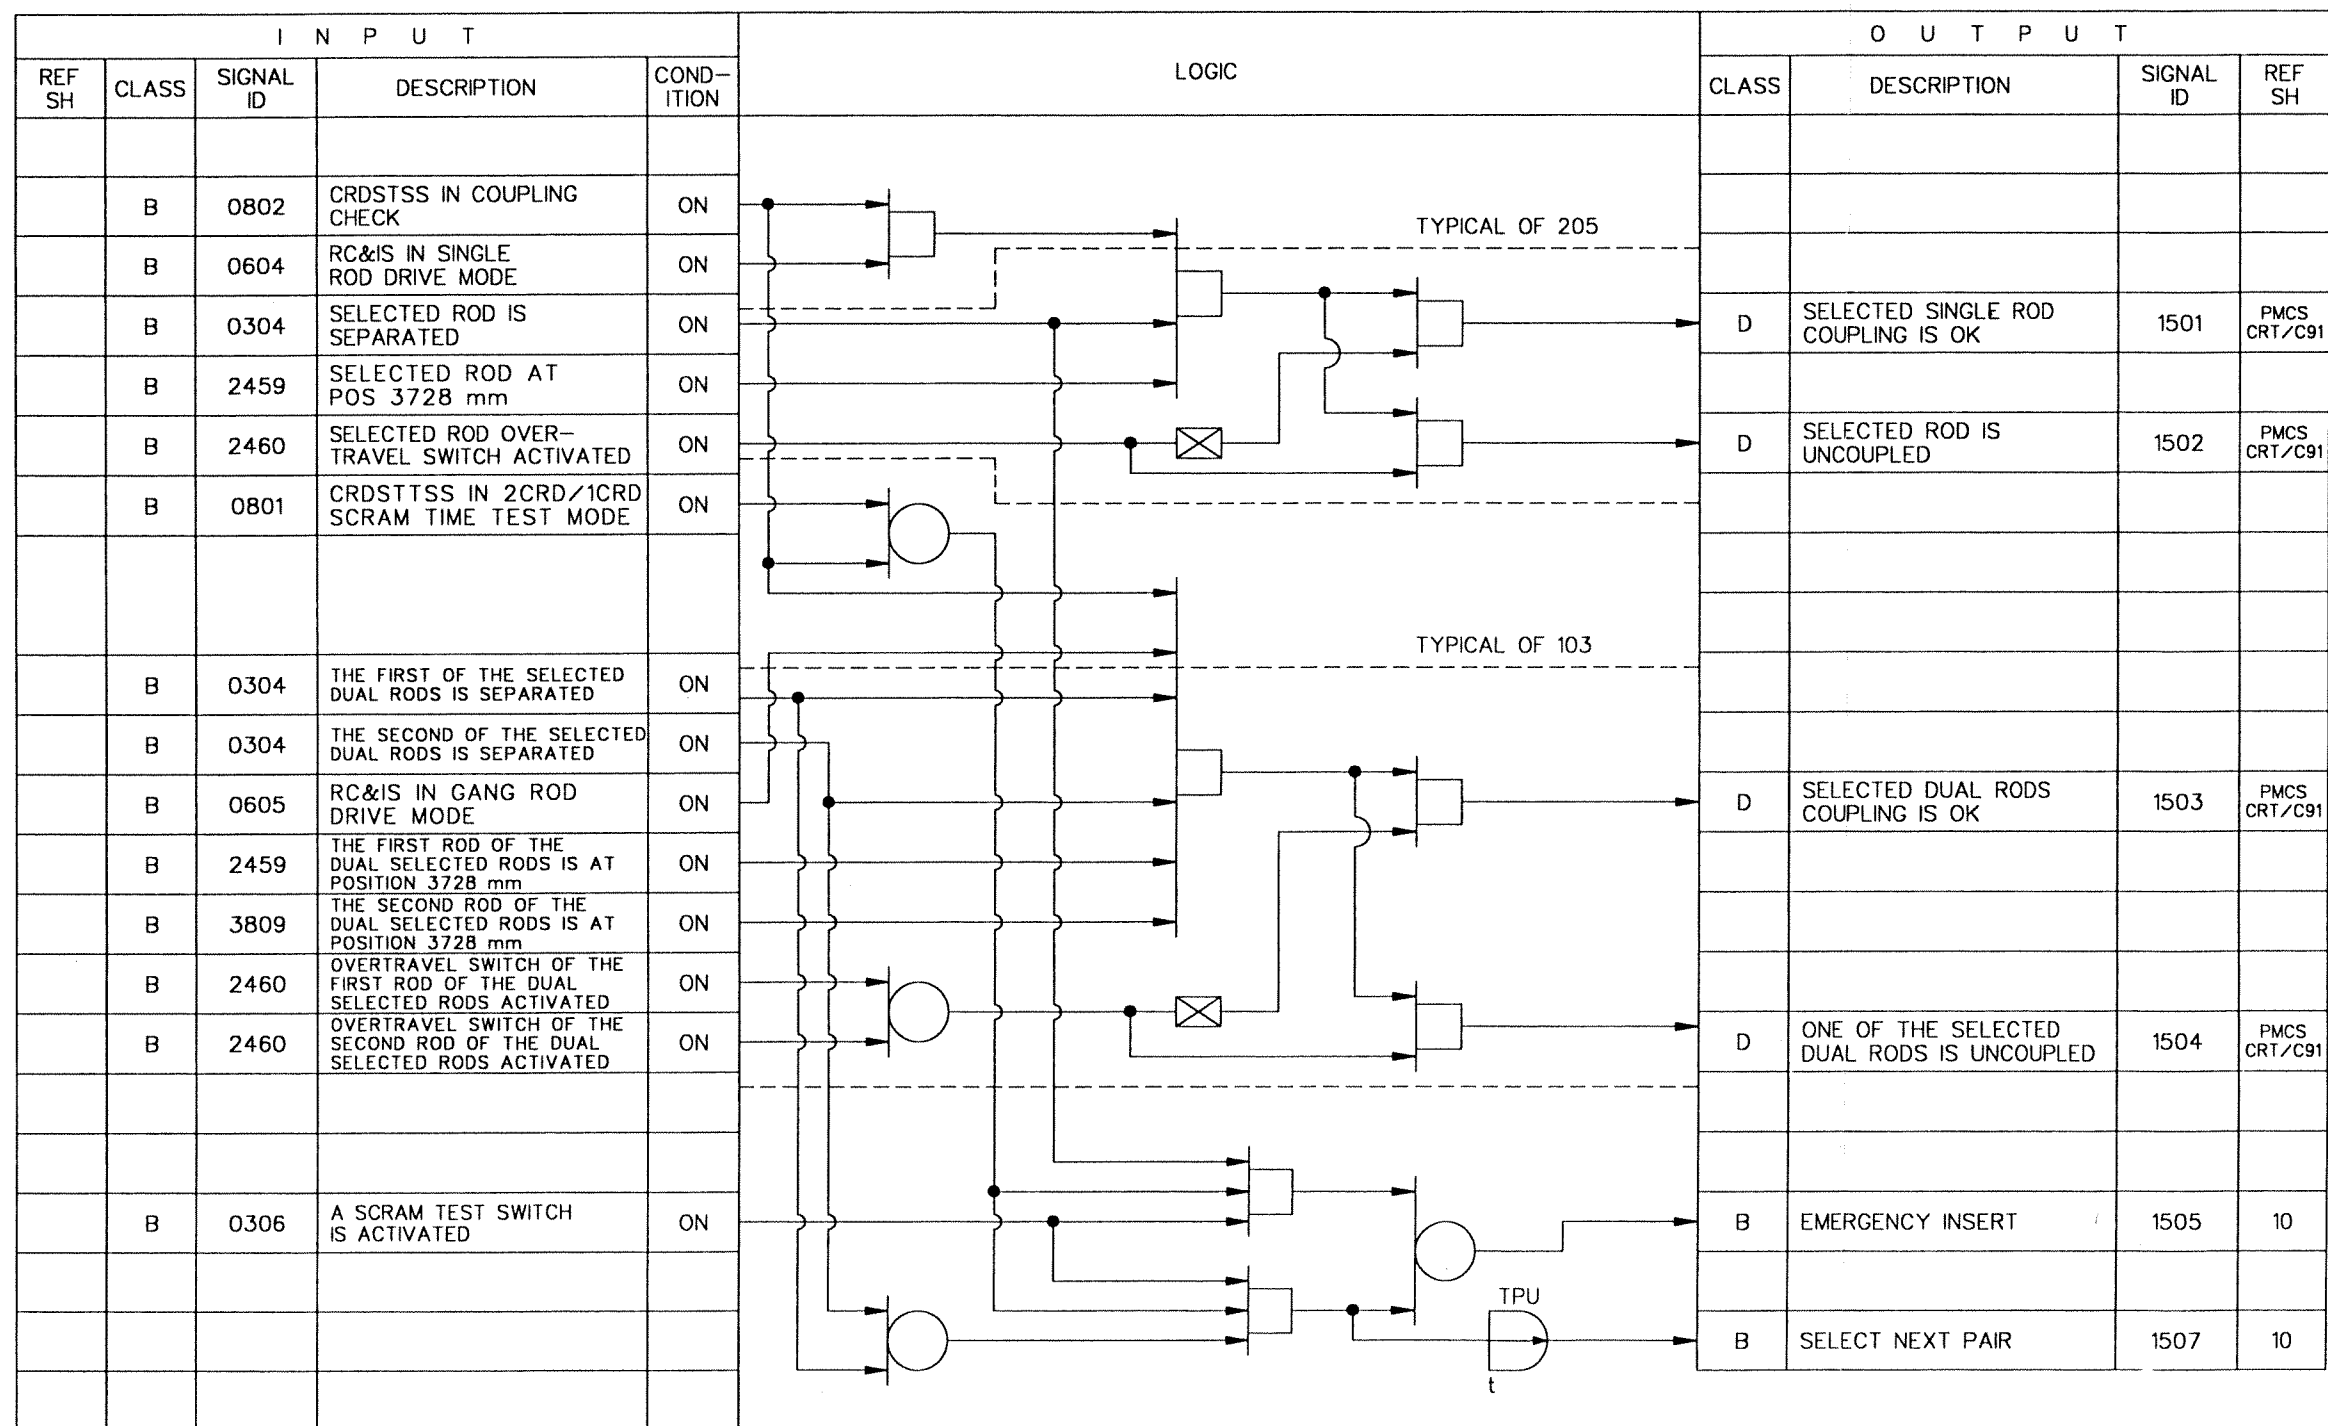 I N P U T
LOGIC
O U T P U T
REF
SH
CLASS
SIGNAL
ID
DESCRIPTION
COND-
ITION
CLASS
DESCRIPTION
SIGNAL
ID
REF
SH
B
0802
CRDSTSS IN COUPLING
CHECK
ON
B
0604
RC&IS IN SINGLE
ROD DRIVE MODE
ON
TYPICAL OF 205
B
0304
SELECTED ROD IS
SEPARATED
ON
D
SELECTED SINGLE ROD
COUPLING IS OK
1501
PMCS
CRT/C91
B
2459
SELECTED ROD AT
POS 3728 mm
ON
B
2460
SELECTED ROD OVER-
TRAVEL SWITCH ACTIVATED
ON
D
SELECTED ROD IS
UNCOUPLED
1502
PMCS
CRT/C91
B
0801
CRDSTTSS IN 2CRD/1CRD
SCRAM TIME TEST MODE
ON
TYPICAL OF 103
B
0304
THE FIRST OF THE SELECTED
DUAL RODS IS SEPARATED
ON
B
0304
THE SECOND OF THE SELECTED
DUAL RODS IS SEPARATED
ON
B
0605
RC&IS IN GANG ROD
DRIVE MODE
ON
D
SELECTED DUAL RODS
COUPLING IS OK
1503
PMCS
CRT/C91
B
2459
THE FIRST ROD OF THE
DUAL SELECTED RODS IS AT
POSITION 3728 mm
ON
B
3809
THE SECOND ROD OF THE
DUAL SELECTED RODS IS AT
POSITION 3728 mm
ON
B
2460
OVERTRAVEL SWITCH OF THE
FIRST ROD OF THE DUAL
SELECTED RODS ACTIVATED
ON
B
2460
OVERTRAVEL SWITCH OF THE
SECOND ROD OF THE DUAL
SELECTED RODS ACTIVATED
ON
D
ONE OF THE SELECTED
DUAL RODS IS UNCOUPLED
1504
PMCS
CRT/C91
B
0306
A SCRAM TEST SWITCH
IS ACTIVATED
ON
B
EMERGENCY INSERT
1505
10
TPU
t
B
SELECT NEXT PAIR
1507
10